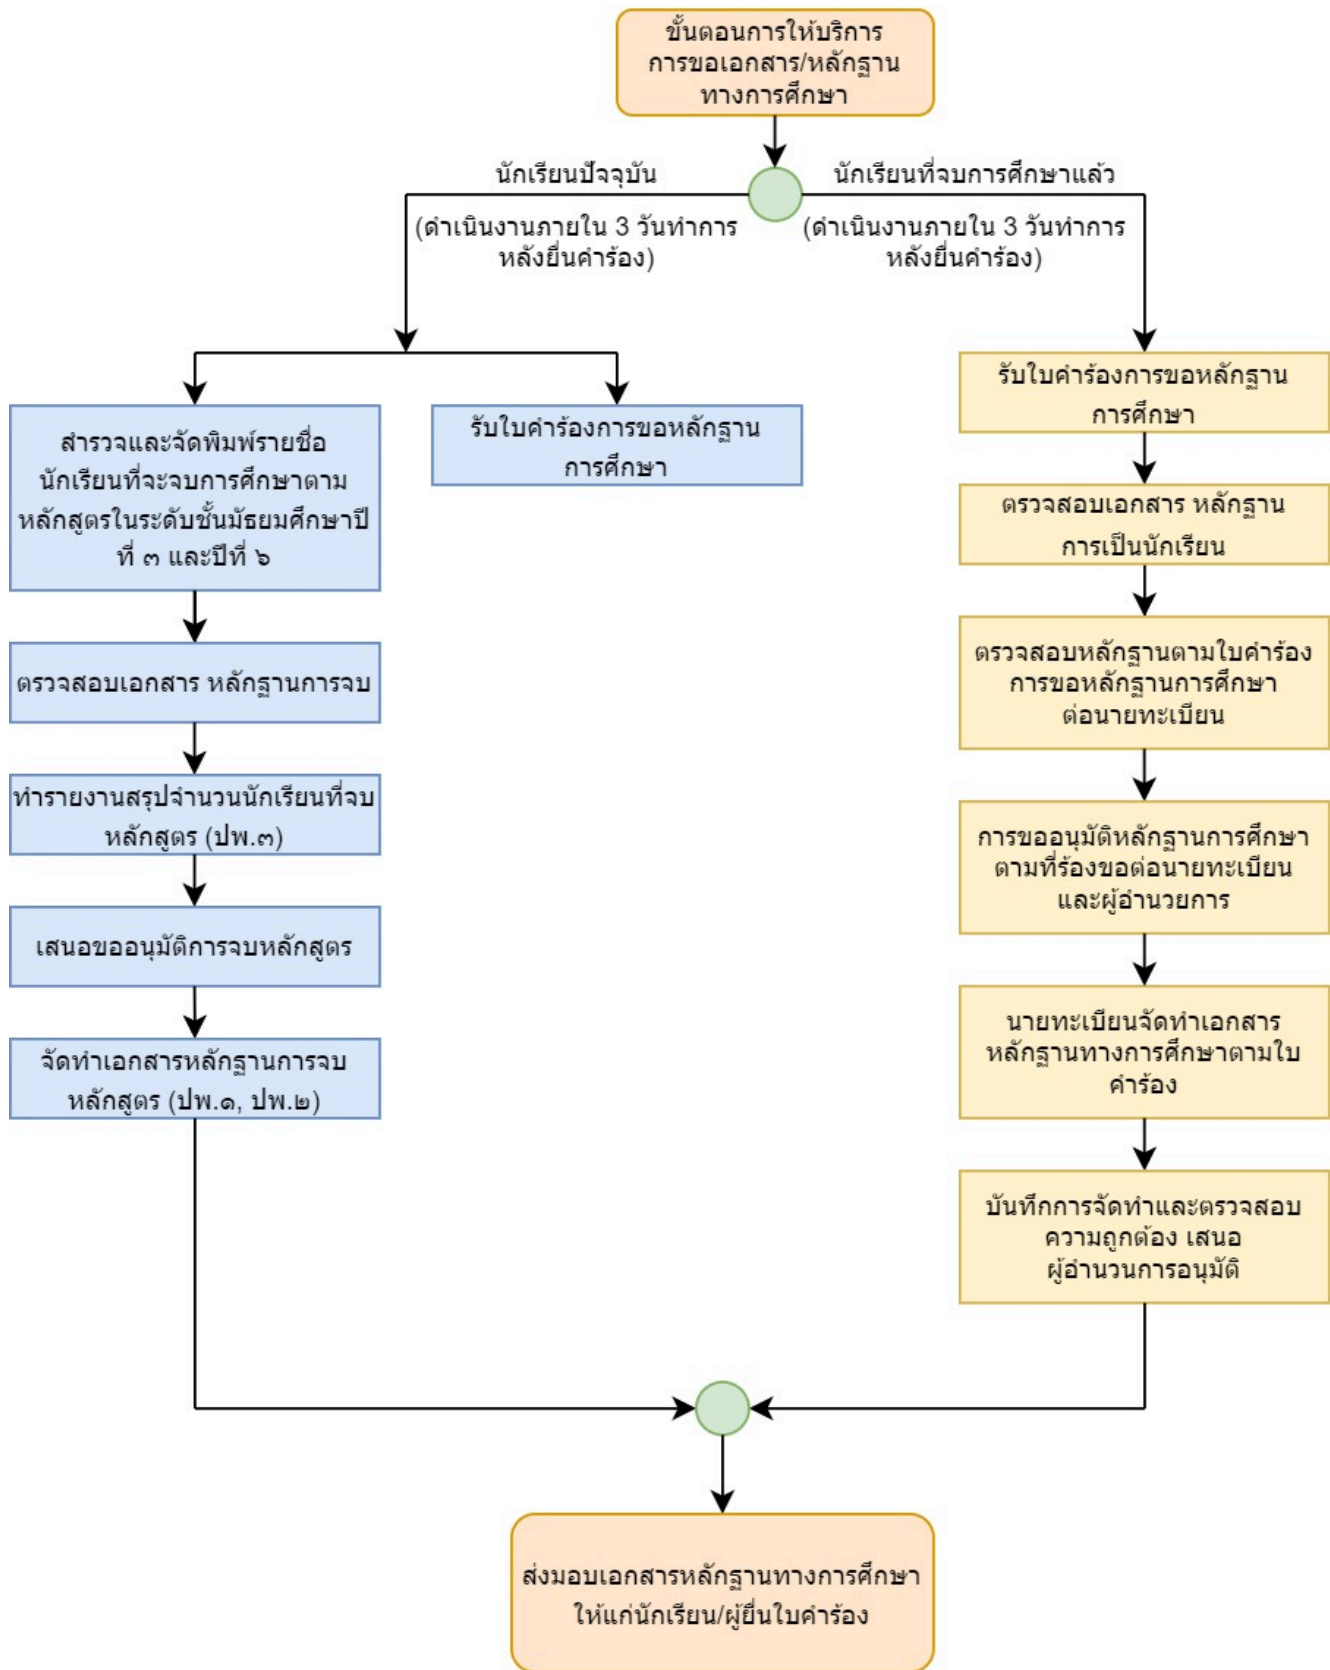 ขั้นตอนการให้บริการ
การขอเอกสาร/หลักฐาน
ทางการศึกษา
นักเรียนปัจจุบัน
(ดำเนินงานภายใน 3 วันทำการ
หลังยื่นคำร้อง)
นักเรียนที่จบการศึกษาแล้ว
(ดำเนินงานภายใน 3 วันทำการ
หลังยื่นคำร้อง)
สำรวจและจัดพิมพ์รายชื่อ
นักเรียนที่จะจบการศึกษาตาม
หลักสูตรในระดับชั้นมัธยมศึกษาปี
ที่ ๓ และปีที่ ๖
ตรวจสอบเอกสาร หลักฐานการจบ
ทำรายงานสรุปจำนวนนักเรียนที่จบ
หลักสูตร (ปพ.๓)
เสนอขออนุมัติการจบหลักสูตร
จัดทำเอกสารหลักฐานการจบ
หลักสูตร (ปพ.๑, ปพ.๒)
รับใบคำร้องการขอหลักฐาน
การศึกษา
รับใบคำร้องการขอหลักฐาน
การศึกษา
ตรวจสอบเอกสาร หลักฐาน
การเป็นนักเรียน
ตรวจสอบหลักฐานตามใบคำร้อง
การขอหลักฐานการศึกษา
ต่อนายทะเบียน
การขออนุมัติหลักฐานการศึกษา
ตามที่ร้องขอต่อนายทะเบียน
และผู้อำนวยการ
นายทะเบียนจัดทำเอกสาร
หลักฐานทางการศึกษาตามใบ
คำร้อง
บันทึกการจัดทำและตรวจสอบ
ความถูกต้อง เสนอ
ผู้อำนวนการอนุมัติ
ส่งมอบเอกสารหลักฐานทางการศึกษา
ให้แก่นักเรียน/ผู้ยื่นใบคำร้อง